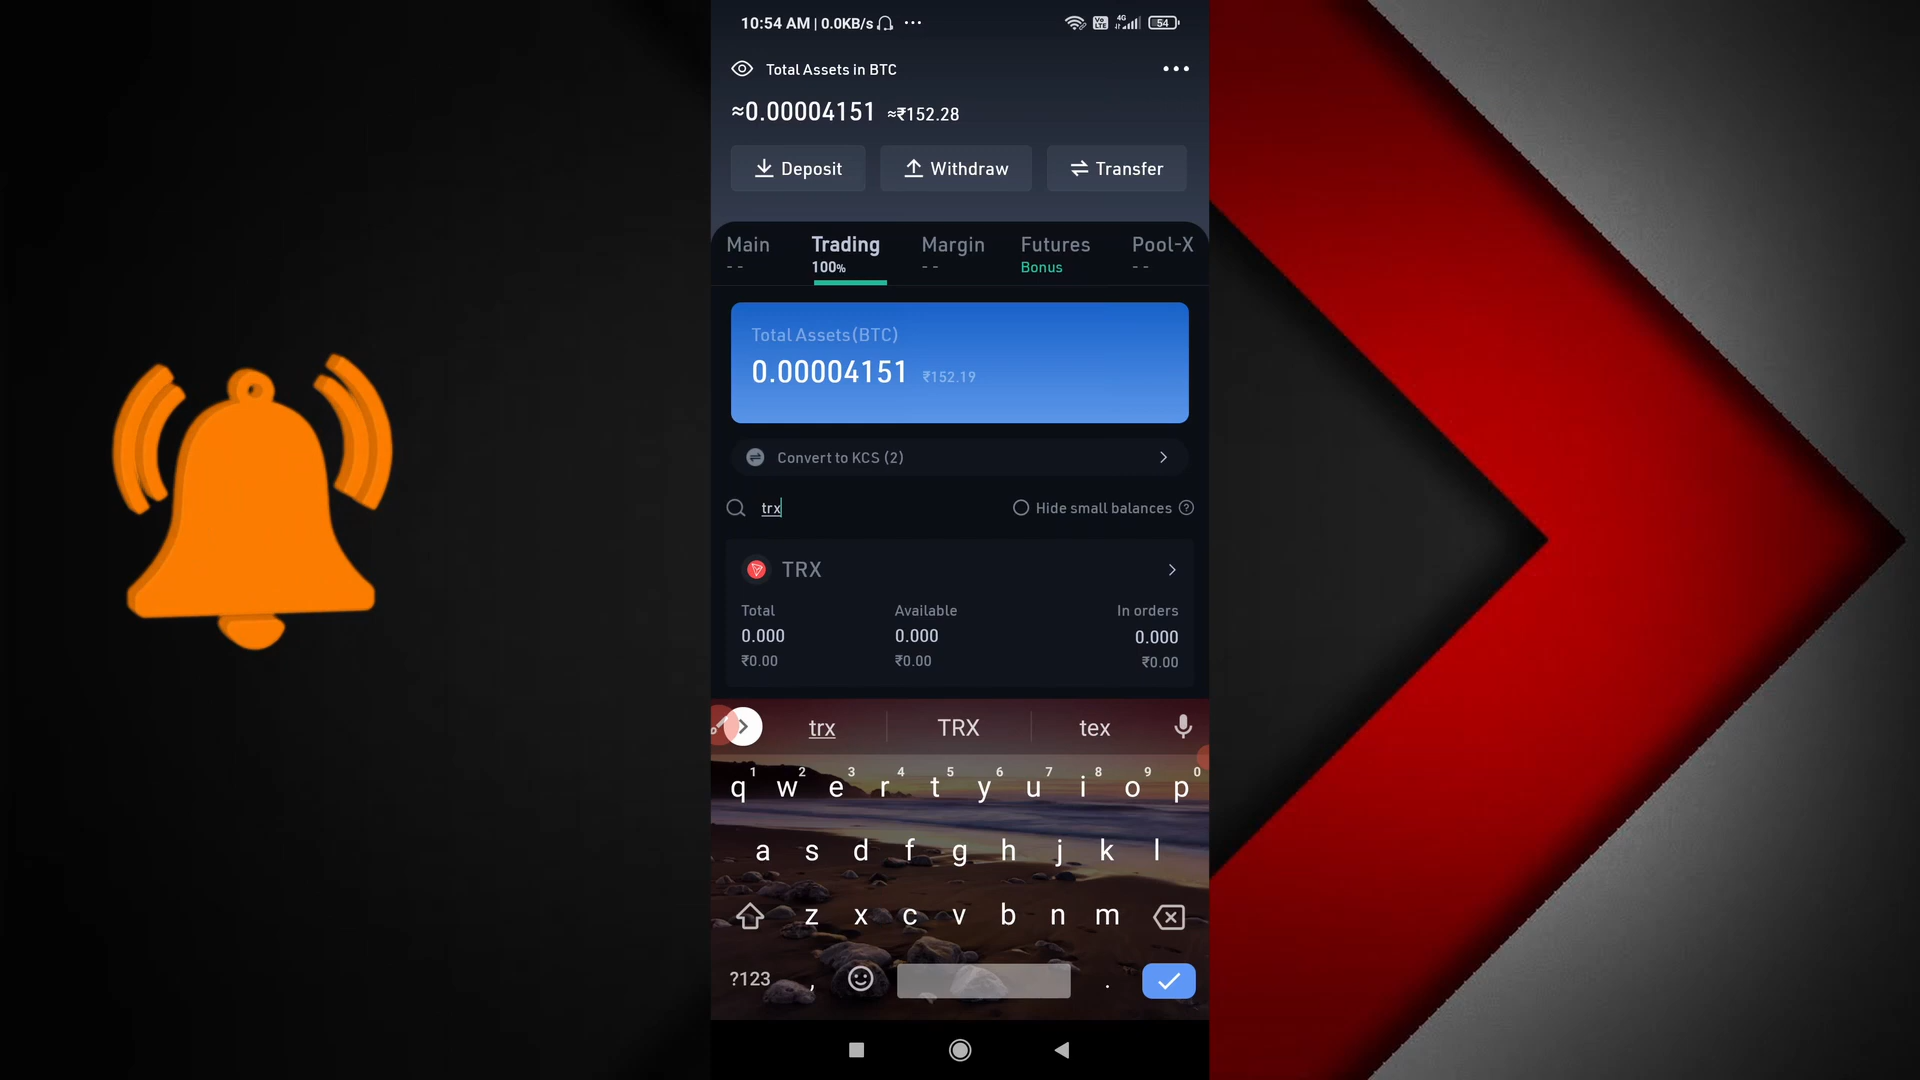 10:54 AM | 0.0KB/s ...
Vo LTE 4G 54
Total Assets in BTC
≈0.00004151 ≈₹152.28
Deposit Withdraw Transfer
Main Trading Margin Futures Pool-X
-- 100% -- Bonus --
Total Assets(BTC)
0.00004151 ₹152.19
Convert to KCS (2)
trx Hide small balances ?
TRX
Total Available In orders
0.000 0.000 0.000
₹0.00 ₹0.00 ₹0.00
trx TRX tex
1 2 3 4 5 6 7 8 9 0
q w e r t y u i o p
a s d f g h j k l
z x c v b n m
?123 , .